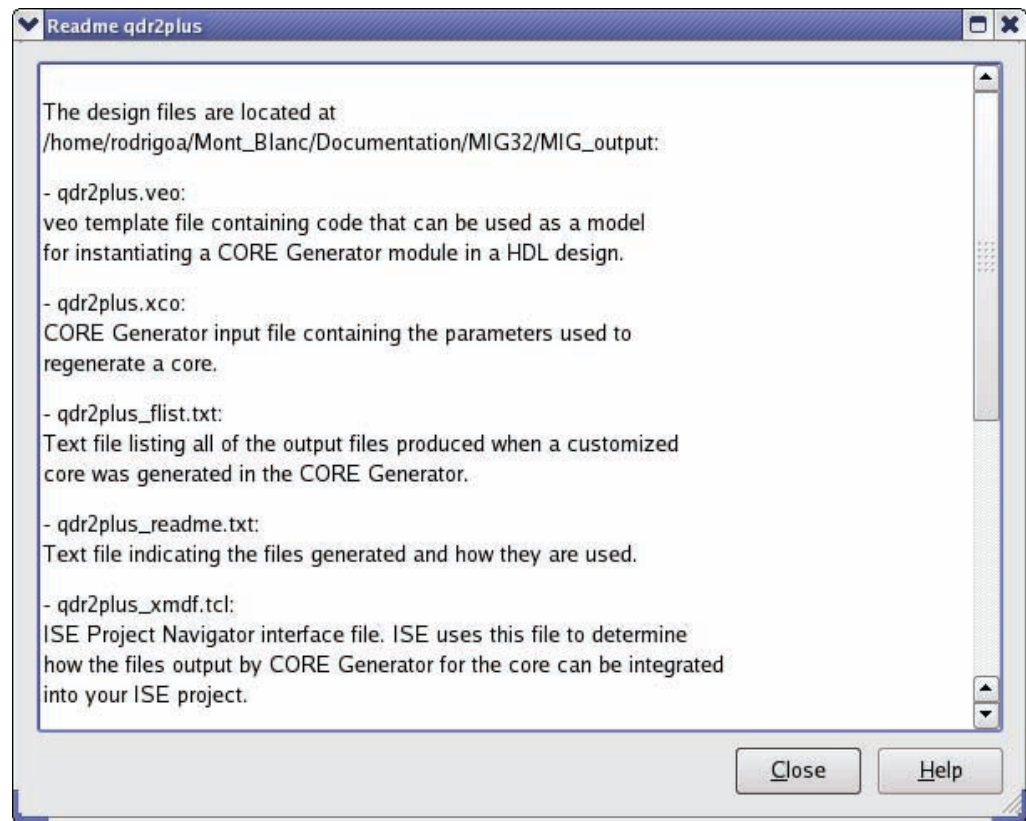 Readme qdr2plus
The design files are located at
/home/rodrigoa/Mont_Blanc/Documentation/MIG32/MIG_output:
- qdr2plus.veo:
veo template file containing code that can be used as a model
for instantiating a CORE Generator module in a HDL design.
- qdr2plus.xco:
CORE Generator input file containing the parameters used to
regenerate a core.
- qdr2plus_flist.txt:
Text file listing all of the output files produced when a customized
core was generated in the CORE Generator.
- qdr2plus_readme.txt:
Text file indicating the files generated and how they are used.
- qdr2plus_xmdf.tcl:
ISE Project Navigator interface file. ISE uses this file to determine
how the files output by CORE Generator for the core can be integrated
into your ISE project.
Close Help